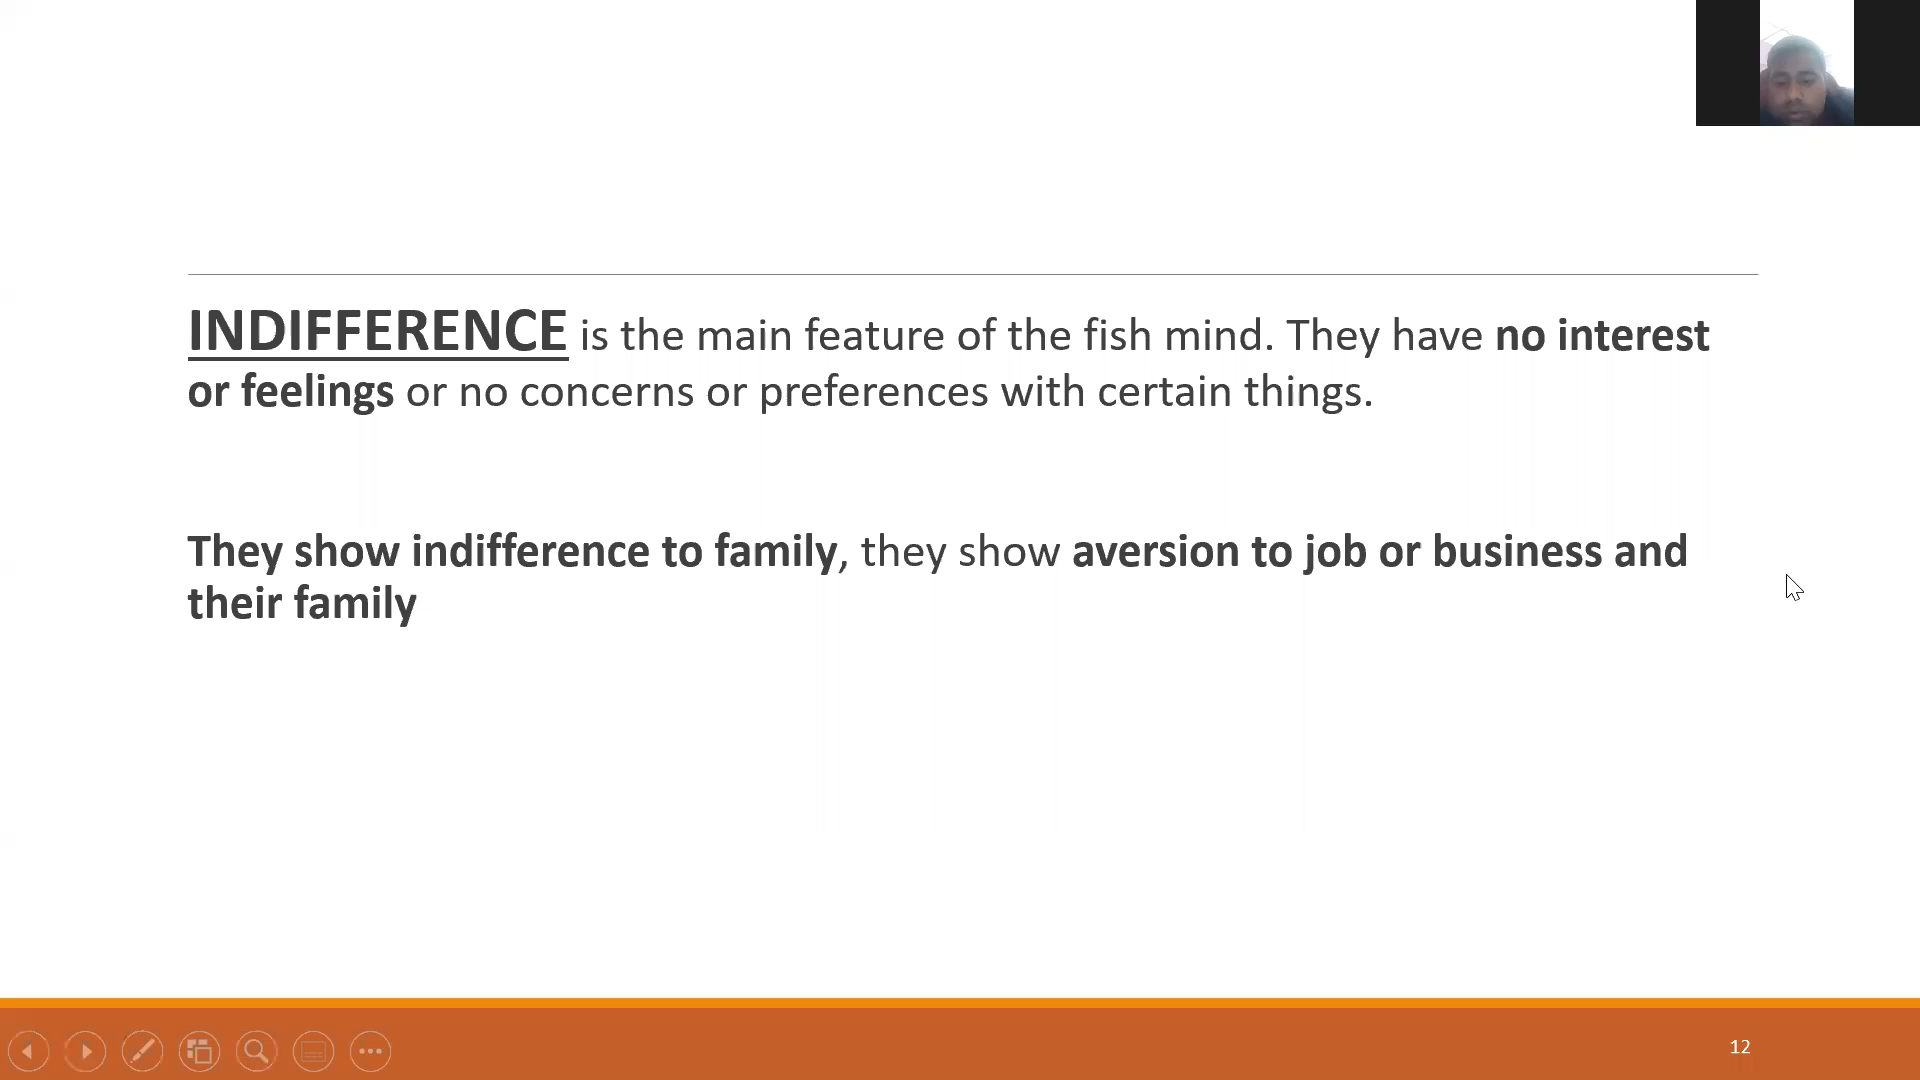 INDIFFERENCE is the main feature of the fish mind. They have no interest
or feelings or no concerns or preferences with certain things.
They show indifference to family, they show aversion to job or business and
their family
12